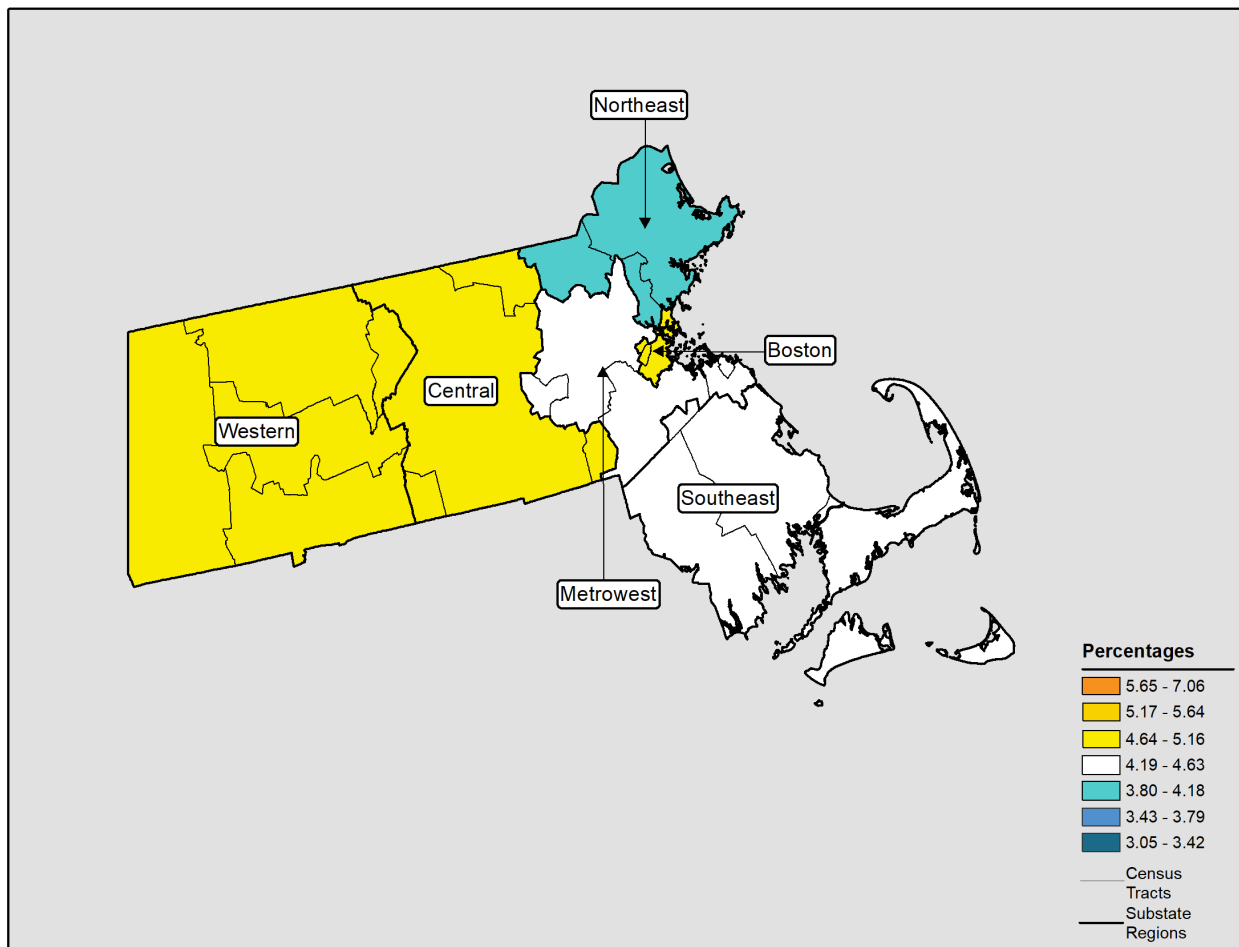 Northeast
Boston
Central
Western
Southeast
Metrowest
Percentages
5.65 - 7.06
5.17 - 5.64
4.64 - 5.16
4.19 - 4.63
3.80 - 4.18
3.43 - 3.79
3.05 - 3.42
Census
Tracts
Substate
Regions